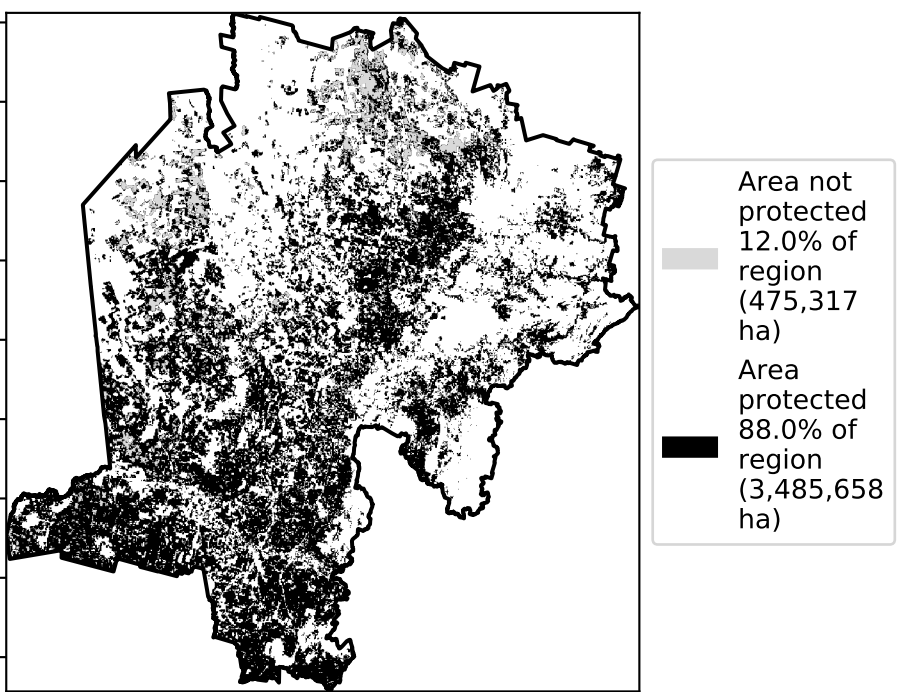 Area not
protected
12.0% of
region
(475,317
ha)
Area
protected
88.0% of
region
(3,485,658
ha)